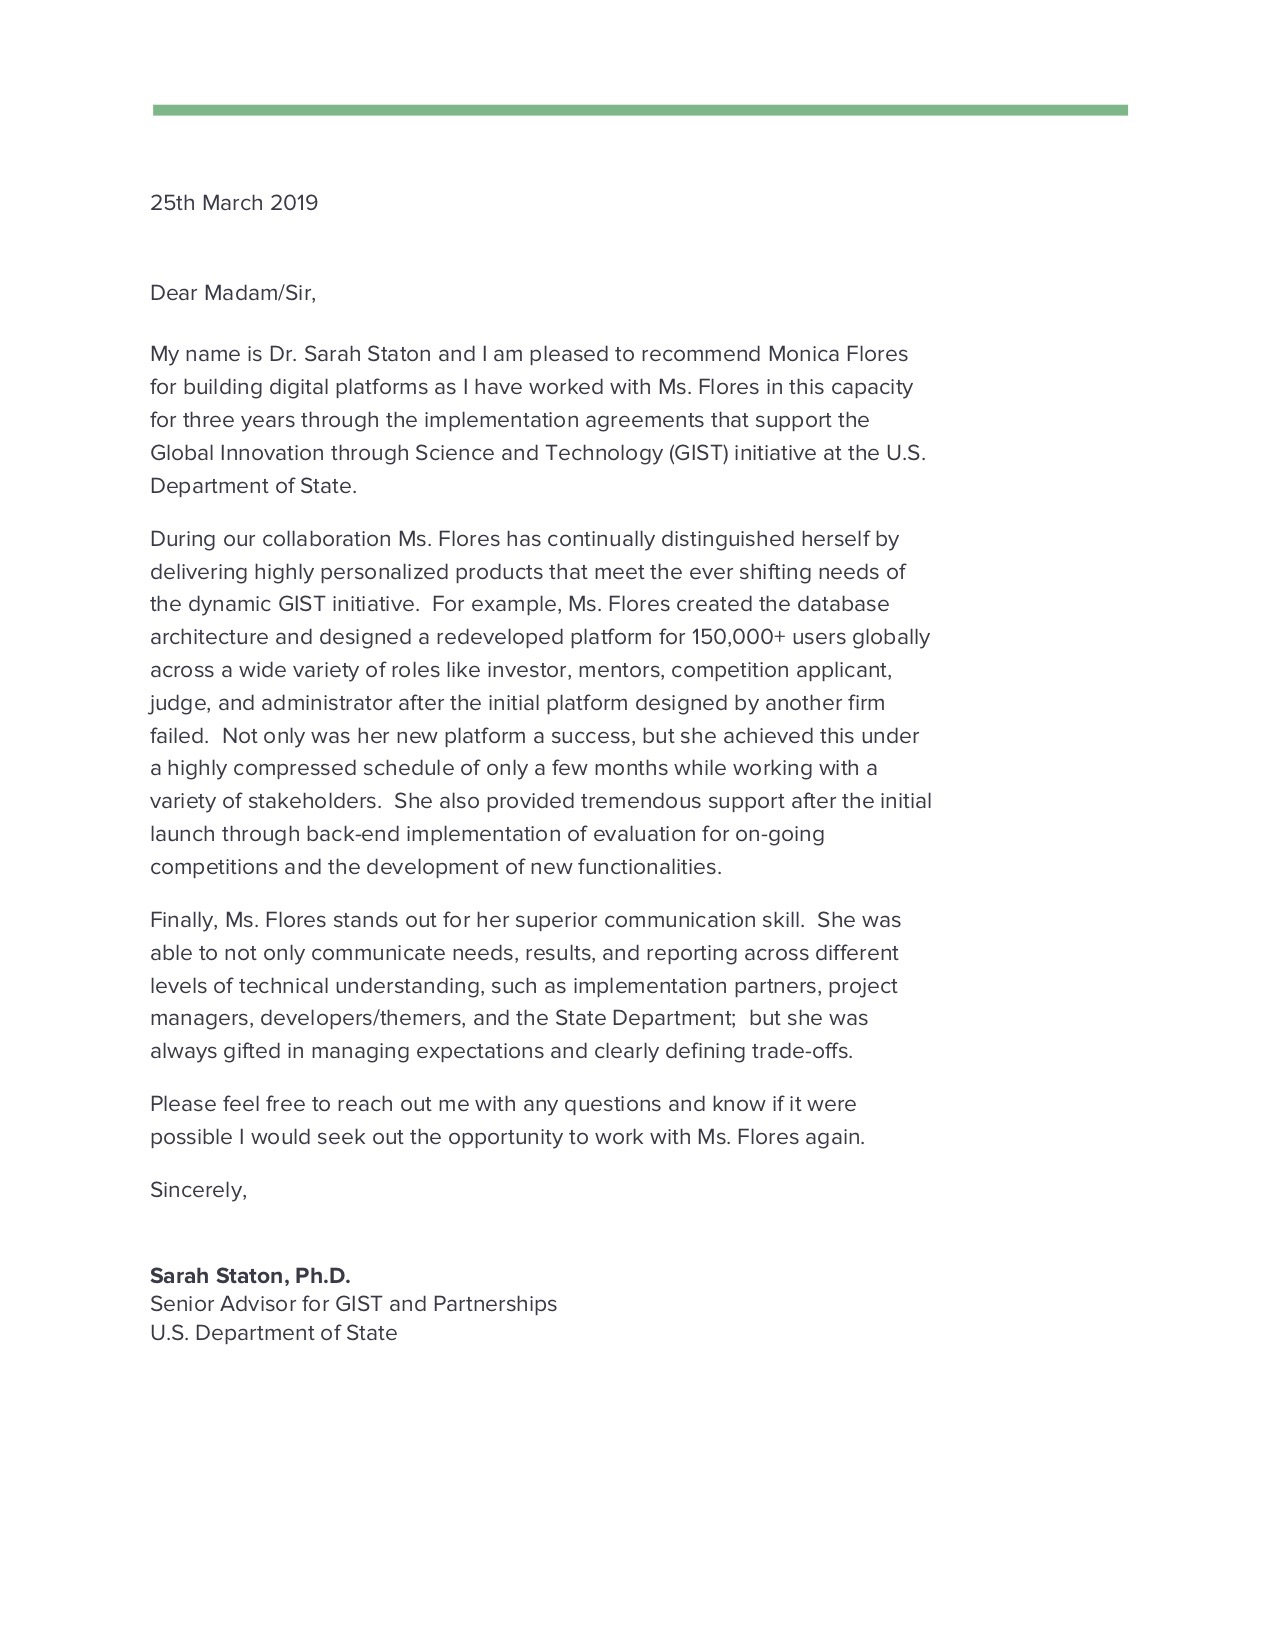 25th March 2019
Dear Madam/Sir,
My name is Dr. Sarah Staton and I am pleased to recommend Monica Flores
for building digital platforms as I have worked with Ms. Flores in this capacity
for three years through the implementation agreements that support the
Global Innovation through Science and Technology (GIST) initiative at the U.S.
Department of State.
During our collaboration Ms. Flores has continually distinguished herself by
delivering highly personalized products that meet the ever shifting needs of
the dynamic GIST initiative.  For example, Ms. Flores created the database
architecture and designed a redeveloped platform for 150,000+ users globally
across a wide variety of roles like investor, mentors, competition applicant,
judge, and administrator after the initial platform designed by another firm
failed.  Not only was her new platform a success, but she achieved this under
a highly compressed schedule of only a few months while working with a
variety of stakeholders.  She also provided tremendous support after the initial
launch through back-end implementation of evaluation for on-going
competitions and the development of new functionalities.
Finally, Ms. Flores stands out for her superior communication skill.  She was
able to not only communicate needs, results, and reporting across different
levels of technical understanding, such as implementation partners, project
managers, developers/themers, and the State Department;  but she was
always gifted in managing expectations and clearly defining trade-offs.
Please feel free to reach out me with any questions and know if it were
possible I would seek out the opportunity to work with Ms. Flores again.
Sincerely,
Sarah Staton, Ph.D.
Senior Advisor for GIST and Partnerships
U.S. Department of State